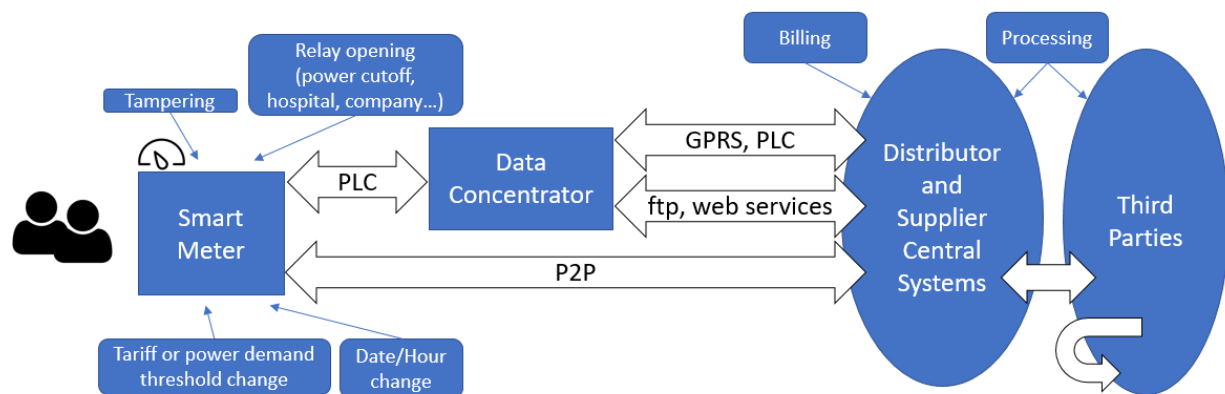 Billing
Processing
Relay opening
(power cutoff,
hospital, company...)
Tampering
GPRS, PLC
Data
Concentrator
PLC
Distributor
and
Supplier
Central
Systems
ftp, web services
Third
Parties
Smart
Meter
P2P
Tariff or power demand
threshold change
Date/Hour
change